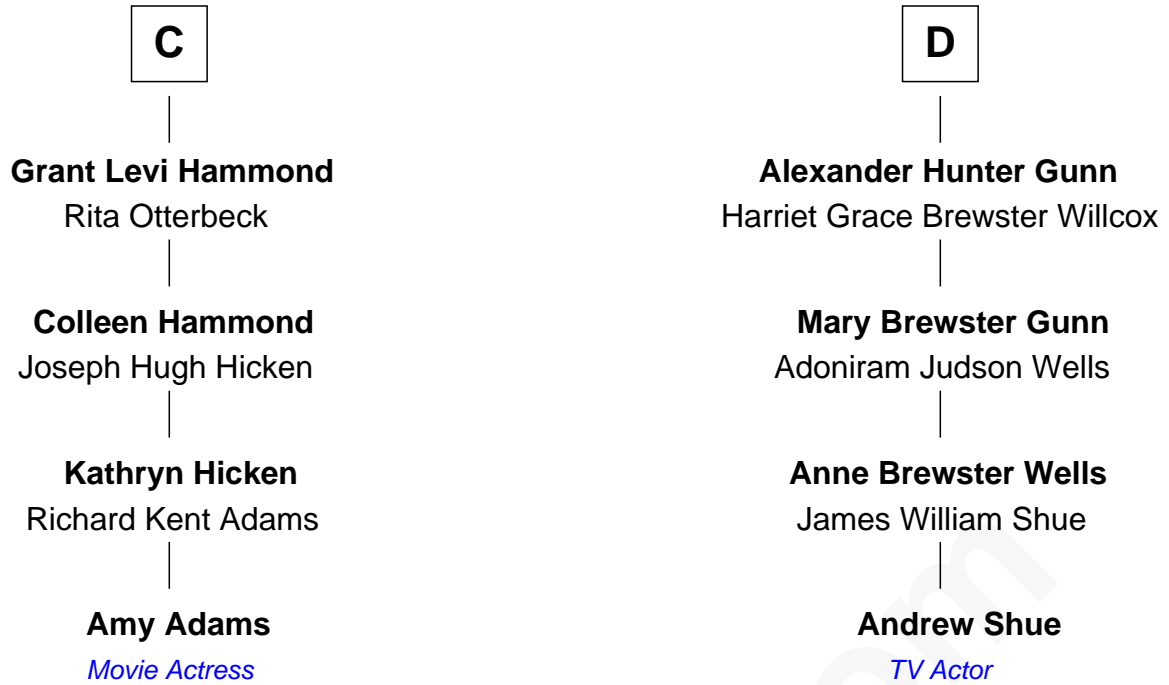 C
Grant Levi Hammond
Rita Otterbeck
Colleen Hammond
Joseph Hugh Hicken
Kathryn Hicken
Richard Kent Adams
Amy Adams
Movie Actress
D
Alexander Hunter Gunn
Harriet Grace Brewster Willcox
Mary Brewster Gunn
Adoniram Judson Wells
Anne Brewster Wells
James William Shue
Andrew Shue
TV Actor
om